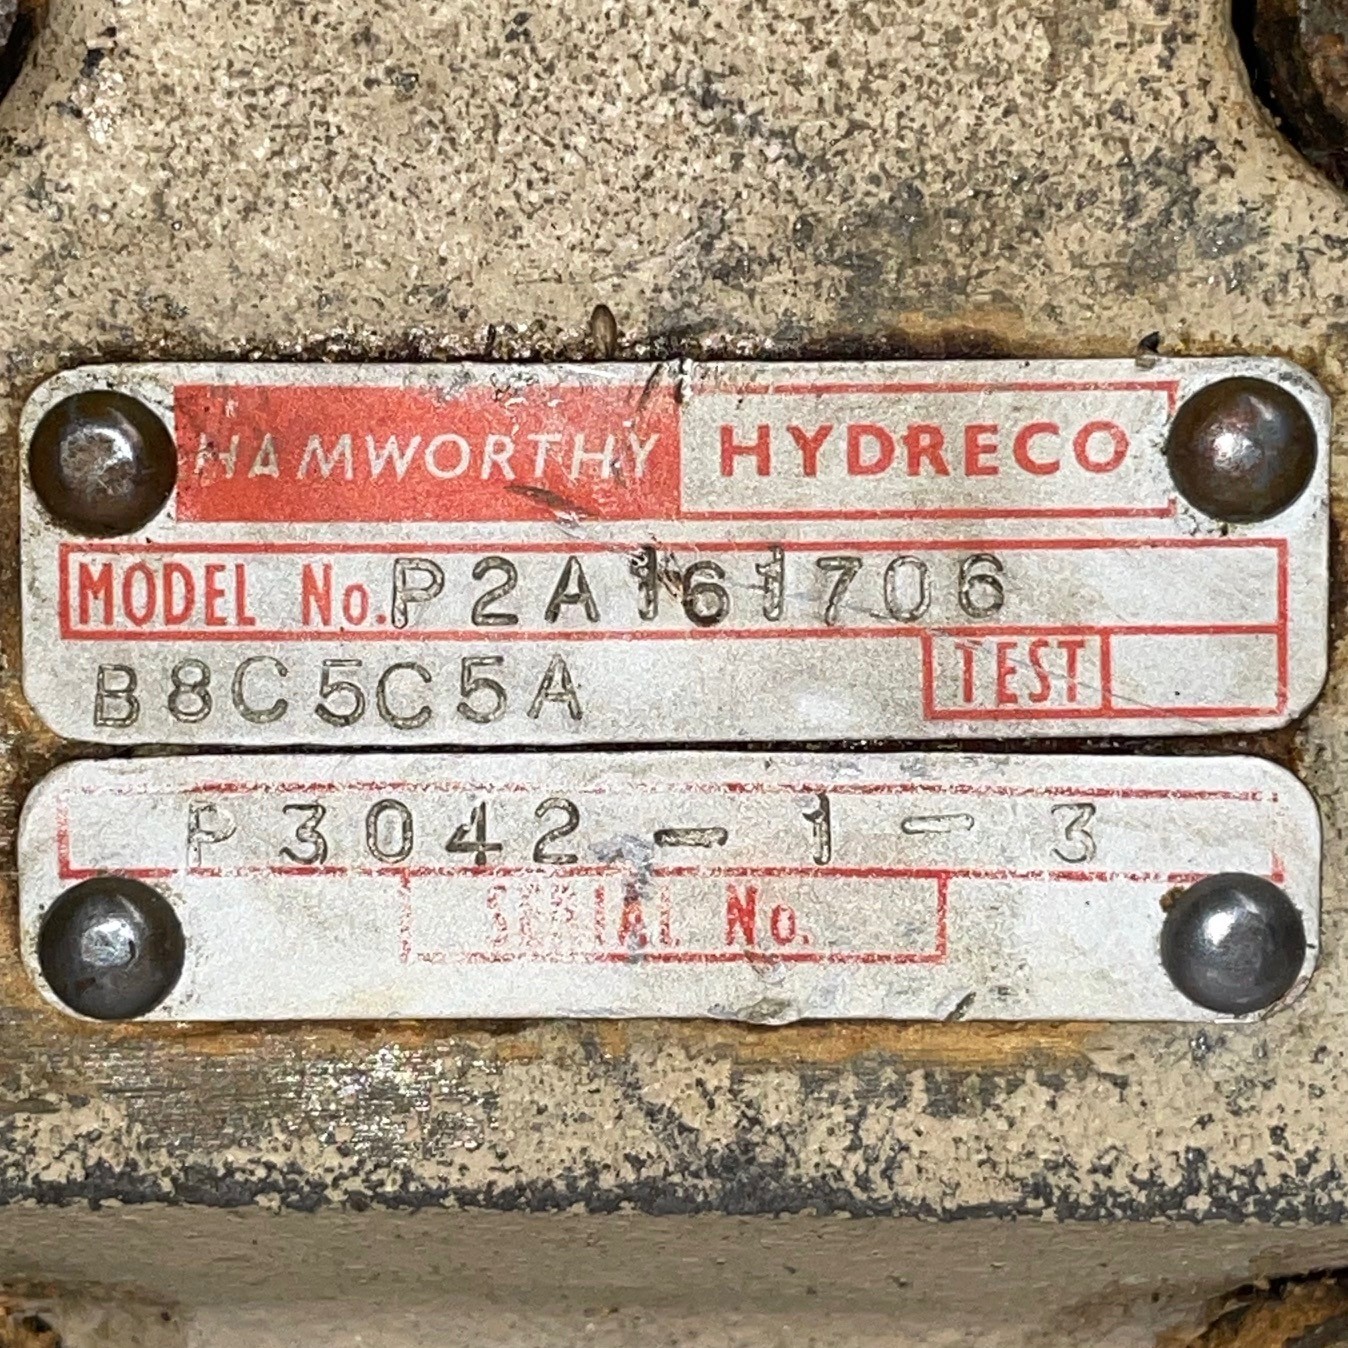 HAMWORTHY HYDRECO
MODEL No. P2A161706
B8C5C5A TEST
P3042-1-3
SERIAL No.